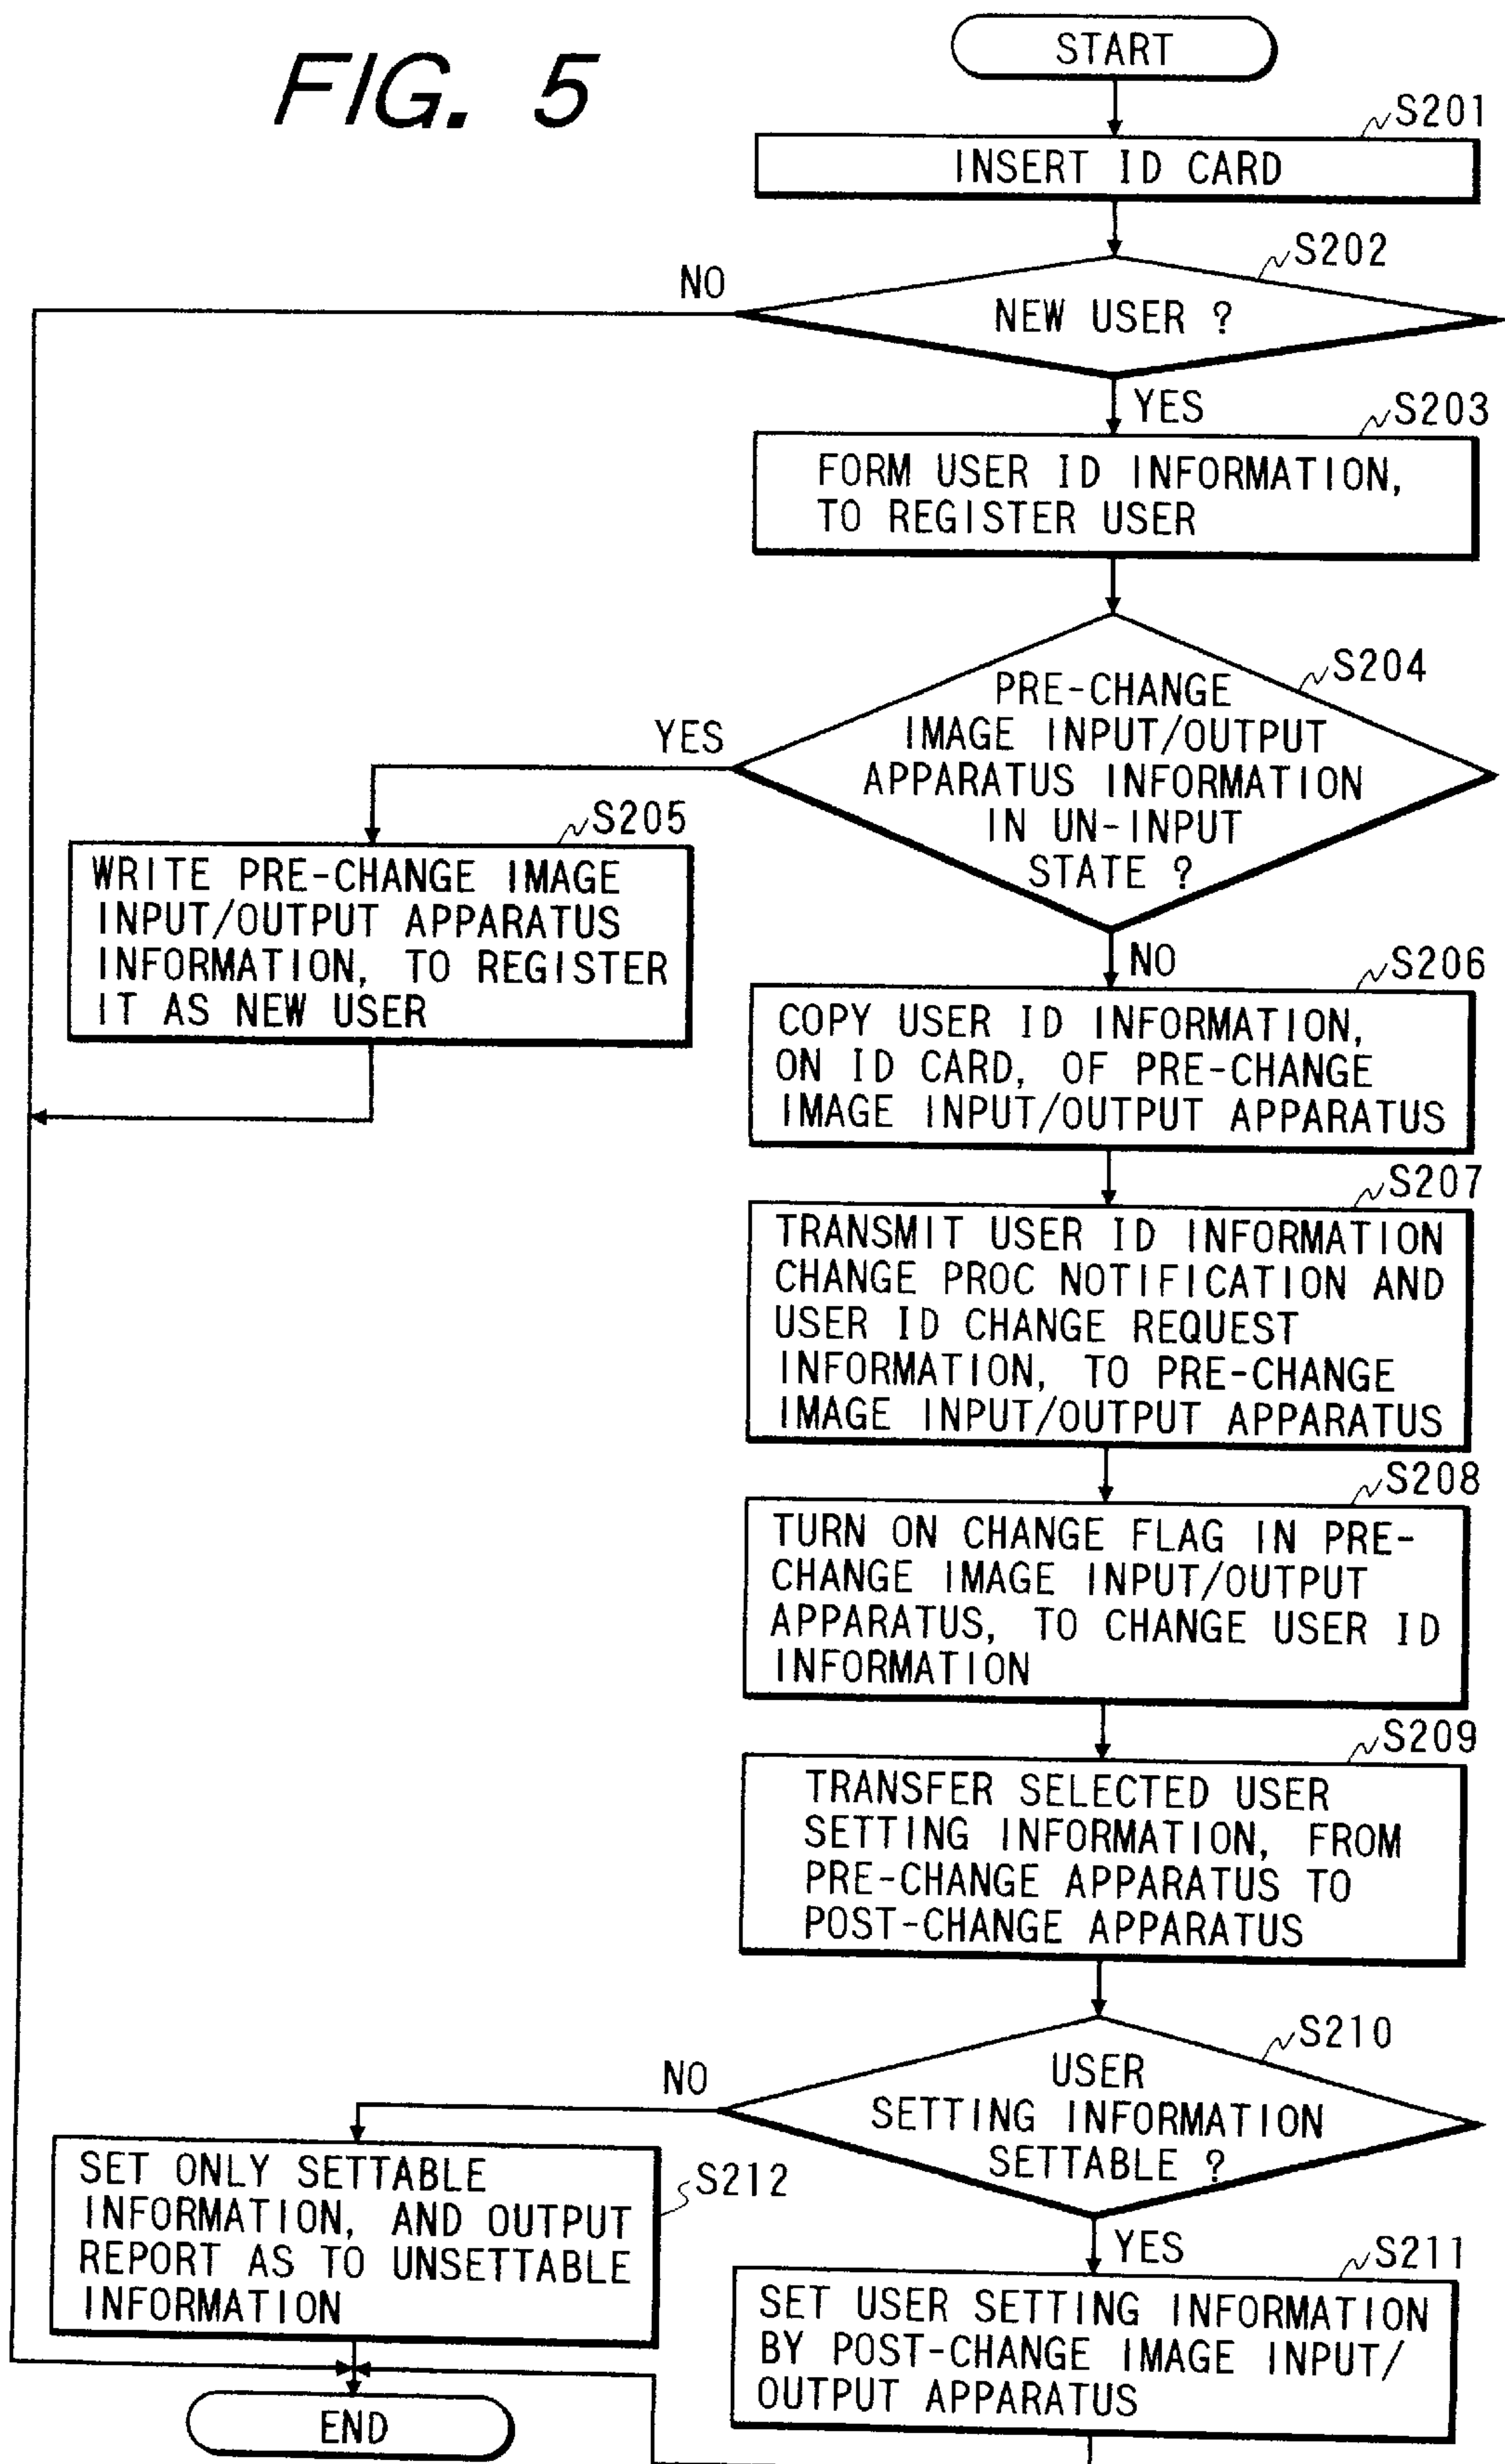 FIG. 5
START
S201
INSERT ID CARD
S202
NO
NEW USER ?
YES
S203
FORM USER ID INFORMATION,
TO REGISTER USER
S204
PRE-CHANGE
IMAGE INPUT/OUTPUT
APPARATUS INFORMATION
IN UN-INPUT
STATE ?
YES
S205
WRITE PRE-CHANGE IMAGE
INPUT/OUTPUT APPARATUS
INFORMATION, TO REGISTER
IT AS NEW USER
NO
S206
COPY USER ID INFORMATION,
ON ID CARD, OF PRE-CHANGE
IMAGE INPUT/OUTPUT APPARATUS
S207
TRANSMIT USER ID INFORMATION
CHANGE PROC NOTIFICATION AND
USER ID CHANGE REQUEST
INFORMATION, TO PRE-CHANGE
IMAGE INPUT/OUTPUT APPARATUS
S208
TURN ON CHANGE FLAG IN PRE-
CHANGE IMAGE INPUT/OUTPUT
APPARATUS, TO CHANGE USER ID
INFORMATION
S209
TRANSFER SELECTED USER
SETTING INFORMATION, FROM
PRE-CHANGE APPARATUS TO
POST-CHANGE APPARATUS
S210
USER
SETTING INFORMATION
SETTABLE ?
NO
S212
SET ONLY SETTABLE
INFORMATION, AND OUTPUT
REPORT AS TO UNSETTABLE
INFORMATION
YES
S211
SET USER SETTING INFORMATION
BY POST-CHANGE IMAGE INPUT/
OUTPUT APPARATUS
END